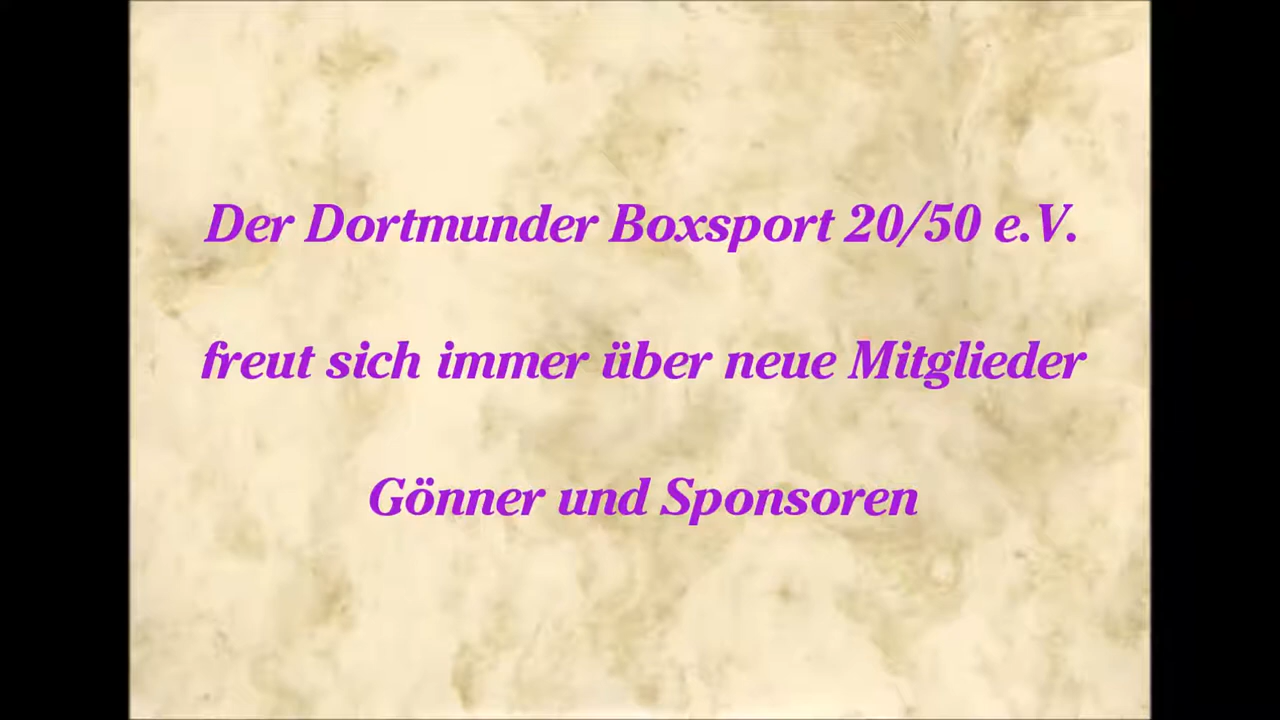 Der Dortmunder Boxsport 20/50 e.V.
freut sich immer über neue Mitglieder
Gönner und Sponsoren